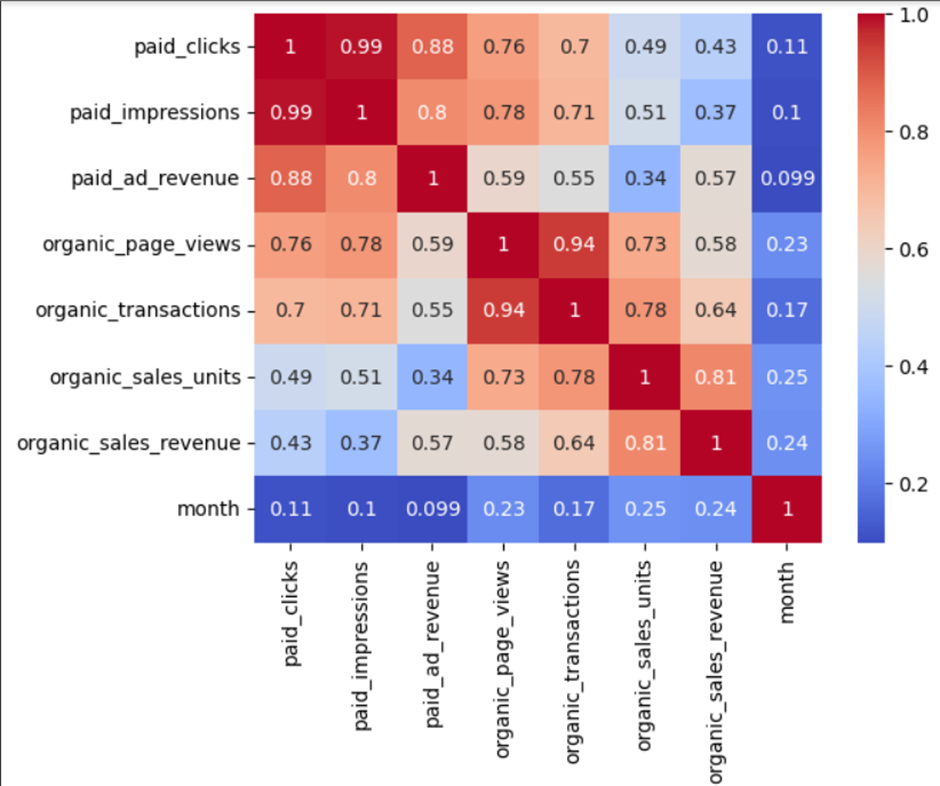 paid_clicks 1 0.99 0.88 0.76 0.7 0.49 0.43 0.11
paid_impressions 0.99 1 0.8 0.78 0.71 0.51 0.37 0.1
paid_ad_revenue 0.88 0.8 1 0.59 0.55 0.34 0.57 0.099
organic_page_views 0.76 0.78 0.59 1 0.94 0.73 0.58 0.23
organic_transactions 0.7 0.71 0.55 0.94 1 0.78 0.64 0.17
organic_sales_units 0.49 0.51 0.34 0.73 0.78 1 0.81 0.25
organic_sales_revenue 0.43 0.37 0.57 0.58 0.64 0.81 1 0.24
month 0.11 0.1 0.099 0.23 0.17 0.25 0.24 1
paid_clicks
paid_impressions
paid_ad_revenue
organic_page_views
organic_transactions
organic_sales_units
organic_sales_revenue
month
1.0
0.8
0.6
0.4
0.2